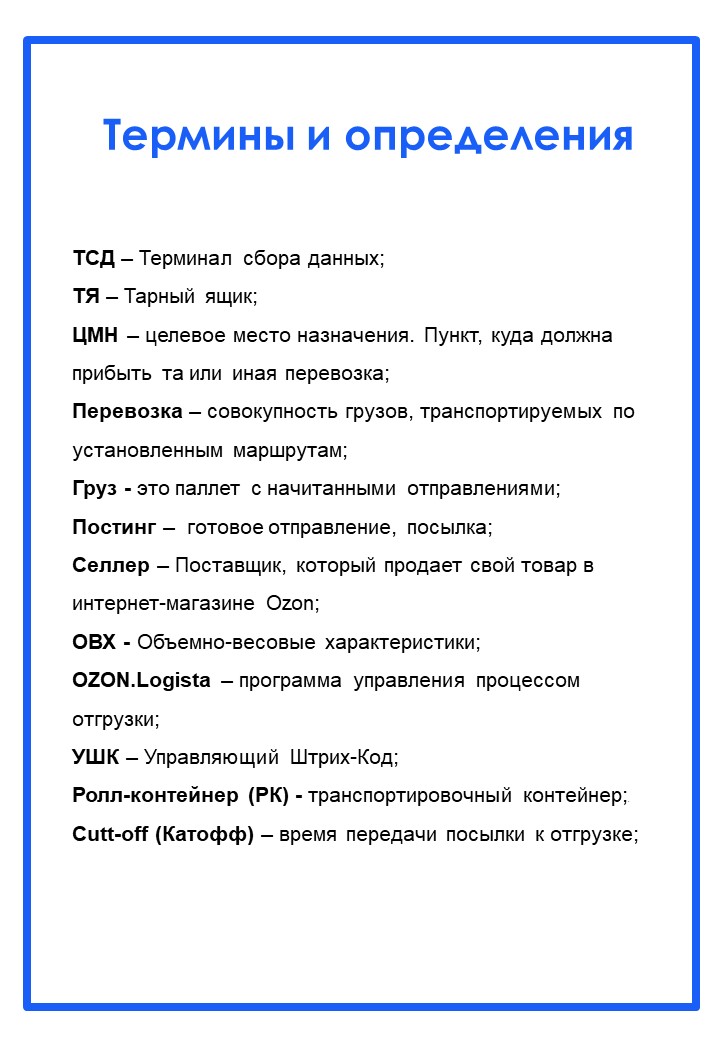 Термины и определения
ТСД – Терминал сбора данных;
ТЯ – Тарный ящик;
ЦМН – целевое место назначения. Пункт, куда должна
прибыть та или иная перевозка;
Перевозка – совокупность грузов, транспортируемых по
установленным маршрутам;
Груз - это паллет с начитанными отправлениями;
Постинг – готовое отправление, посылка;
Селлер – Поставщик, который продает свой товар в
интернет-магазине Ozon;
ОВХ - Объемно-весовые характеристики;
OZON.Logista – программа управления процессом
отгрузки;
УШК – Управляющий Штрих-Код;
Ролл-контейнер (РК) - транспортировочный контейнер;
Cutt-off (Катофф) – время передачи посылки к отгрузке;